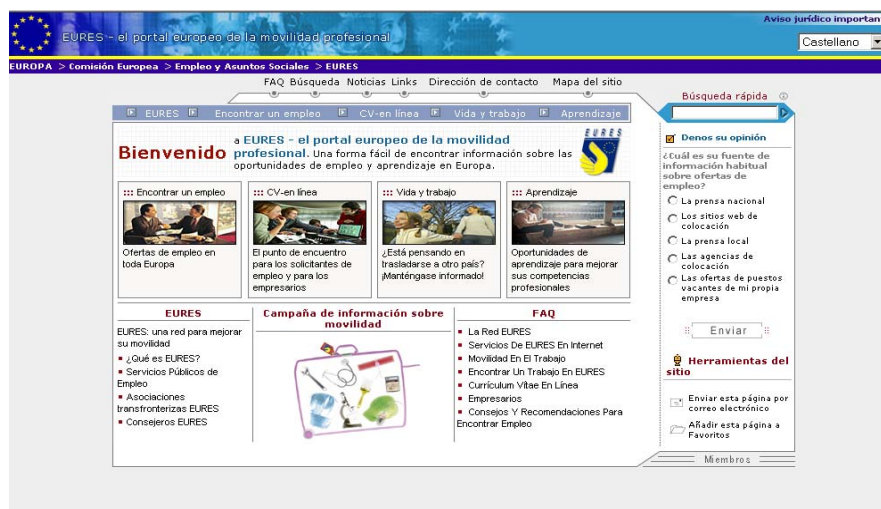 Aviso jurídico importan
EURES - el portal europeo de la movilidad profesional
Castellano
EUROPA > Comisión Europea > Empleo y Asuntos Sociales > EURES
FAQ Búsqueda Noticias Links Dirección de contacto Mapa del sitio
EURES Encontrar un empleo CV-en línea Vida y trabajo Aprendizaje
Bienvenido a EURES - el portal europeo de la movilidad
profesional. Una forma fácil de encontrar información sobre las
oportunidades de empleo y aprendizaje en Europa.
EURES
::: Encontrar un empleo
Ofertas de empleo en
toda Europa
::: CV-en línea
El punto de encuentro
para los solicitantes de
empleo y para los
empresarios
::: Vida y trabajo
¿Está pensando en
trasladarse a otro país?
¡Manténgase informado!
::: Aprendizaje
Oportunidades de
aprendizaje para mejorar
sus competencias
profesionales
EURES
EURES: una red para mejorar
su movilidad
¿Qué es EURES?
Servicios Públicos de
Empleo
Asociaciones
transfronterizas EURES
Consejeros EURES
Campaña de información sobre
movilidad
FAQ
La Red EURES
Servicios De EURES En Internet
Movilidad En El Trabajo
Encontrar Un Trabajo En EURES
Currículum Vítae En Línea
Empresarios
Consejos Y Recomendaciones Para
Encontrar Empleo
Búsqueda rápida
Denos su opinión
¿Cuál es su fuente de
información habitual
sobre ofertas de
empleo?
La prensa nacional
Los sitios web de
colocación
La prensa local
Las agencias de
colocación
Las ofertas de puestos
vacantes de mi propia
empresa
Enviar
Herramientas del
sitio
Enviar esta página por
correo electrónico
Añadir esta página a
Favoritos
Miembros